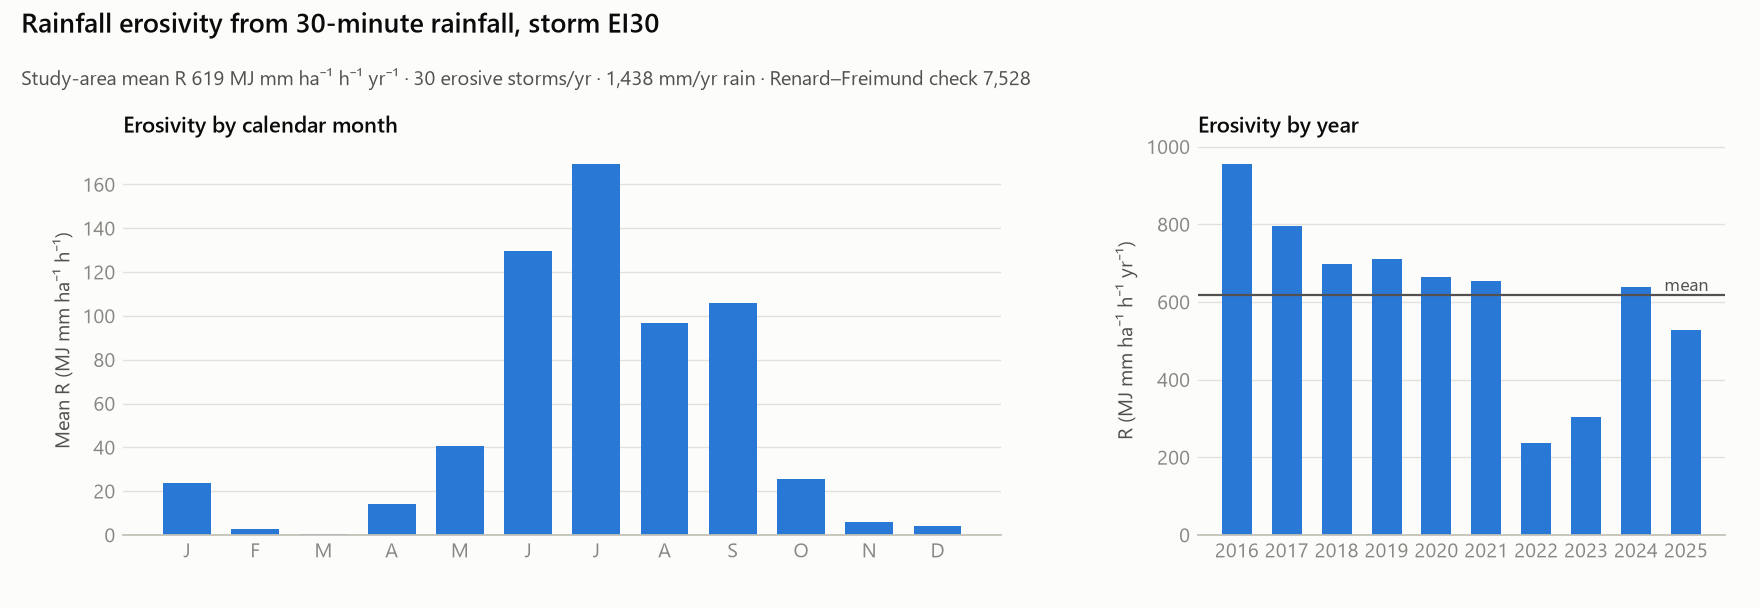 Rainfall erosivity from 30-minute rainfall, storm EI30
Study-area mean R 619 MJ mm ha⁻¹ h⁻¹ yr⁻¹ · 30 erosive storms/yr · 1,438 mm/yr rain · Renard–Freimund check 7,528
Erosivity by calendar month
Mean R (MJ mm ha⁻¹ h⁻¹)
160
140
120
100
80
60
40
20
0
J F M A M J J A S O N D
Erosivity by year
R (MJ mm ha⁻¹ h⁻¹ yr⁻¹)
1000
800
600
400
200
0
mean
2016 2017 2018 2019 2020 2021 2022 2023 2024 2025